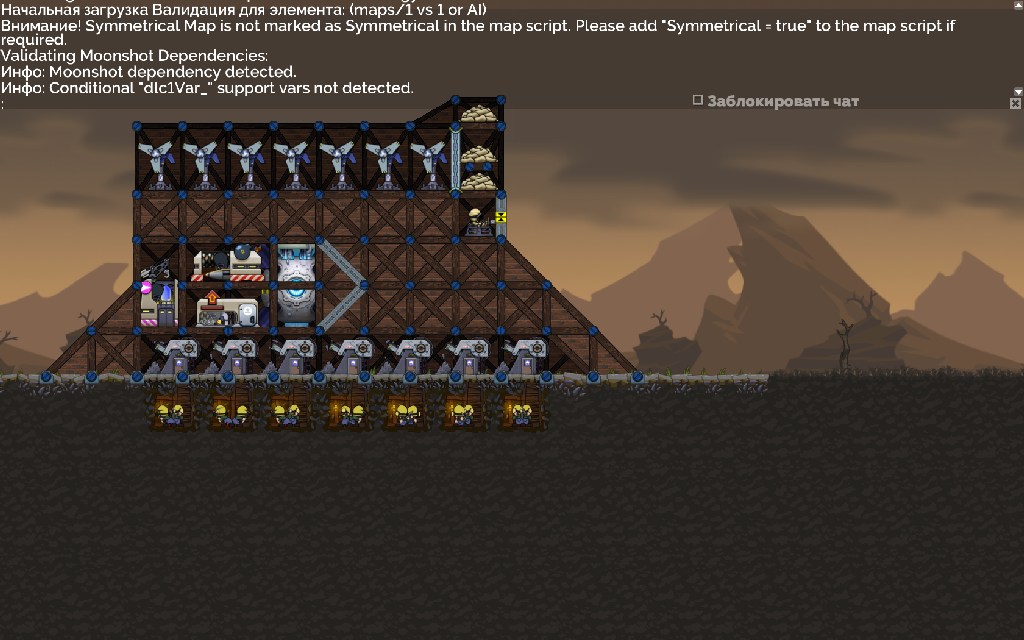 Начальная загрузка Валидация для элемента: (maps/1 vs 1 or AI)
Внимание! Symmetrical Map is not marked as Symmetrical in the map script. Please add "Symmetrical = true" to the map script if
required.
Validating Moonshot Dependencies:
Инфо: Moonshot dependency detected.
Инфо: Conditional "dlc1Var_" support vars not detected.
:
Заблокировать чат